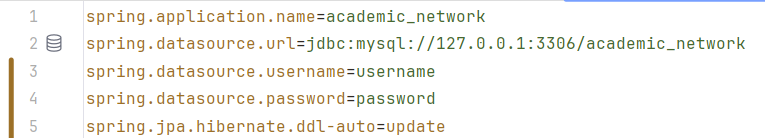 1 spring.application.name=academic_network
2 spring.datasource.url=jdbc:mysql://127.0.0.1:3306/academic_network
3 spring.datasource.username=username
4 spring.datasource.password=password
5 spring.jpa.hibernate.ddl-auto=update